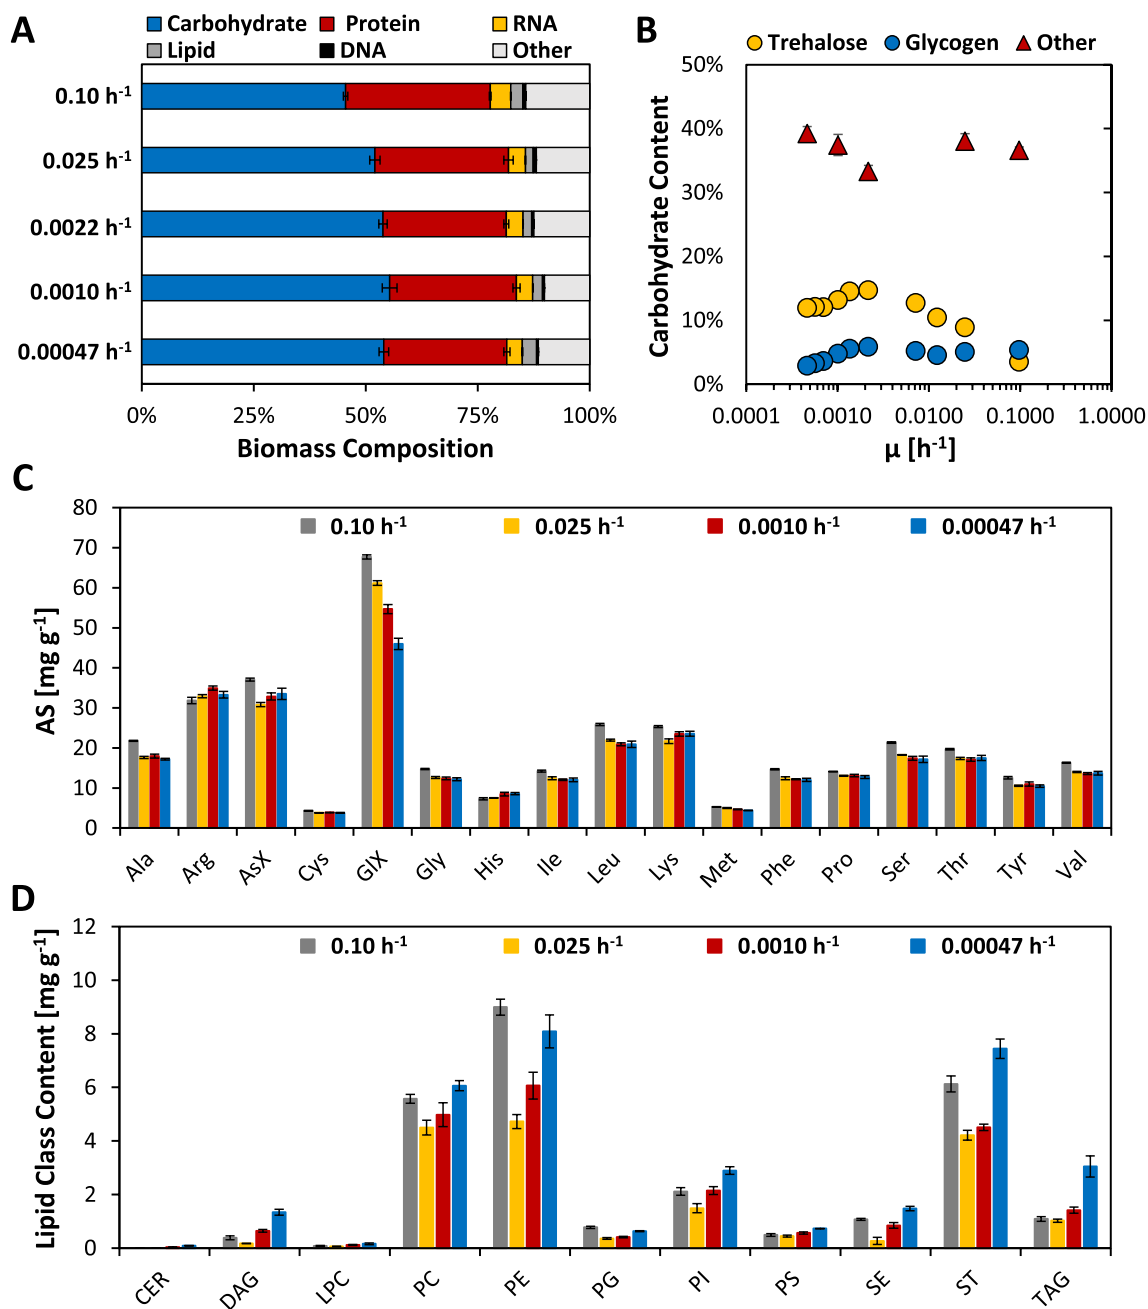 A
Carbohydrate Protein RNA
Lipid DNA Other
0.10 h-1
0.025 h-1
0.0022 h-1
0.0010 h-1
0.00047 h-1
0% 25% 50% 75% 100%
Biomass Composition
B
Trehalose Glycogen Other
50%
40%
30%
20%
10%
0%
Carbohydrate Content
0.0001 0.0010 0.0100 0.1000 1.0000
µ [h-1]
C
0.10 h-1 0.025 h-1 0.0010 h-1 0.00047 h-1
80
70
60
50
40
30
20
10
0
AS [mg g-1]
Ala Arg AsX Cys GlX Gly His Ile Leu Lys Met Phe Pro Ser Thr Tyr Val
D
0.10 h-1 0.025 h-1 0.0010 h-1 0.00047 h-1
12
10
8
6
4
2
0
Lipid Class Content [mg g-1]
CER DAG LPC PC PE PG PI PS SE ST TAG